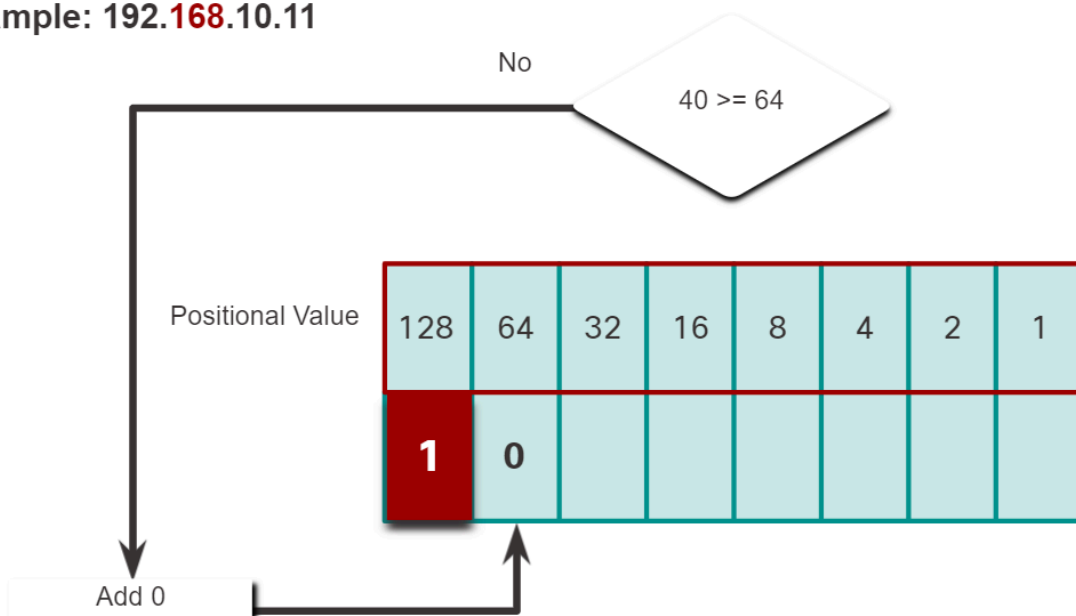 mple: 192.168.10.11
No
40 >= 64
Positional Value
128 64 32 16 8 4 2 1
1 0
Add 0